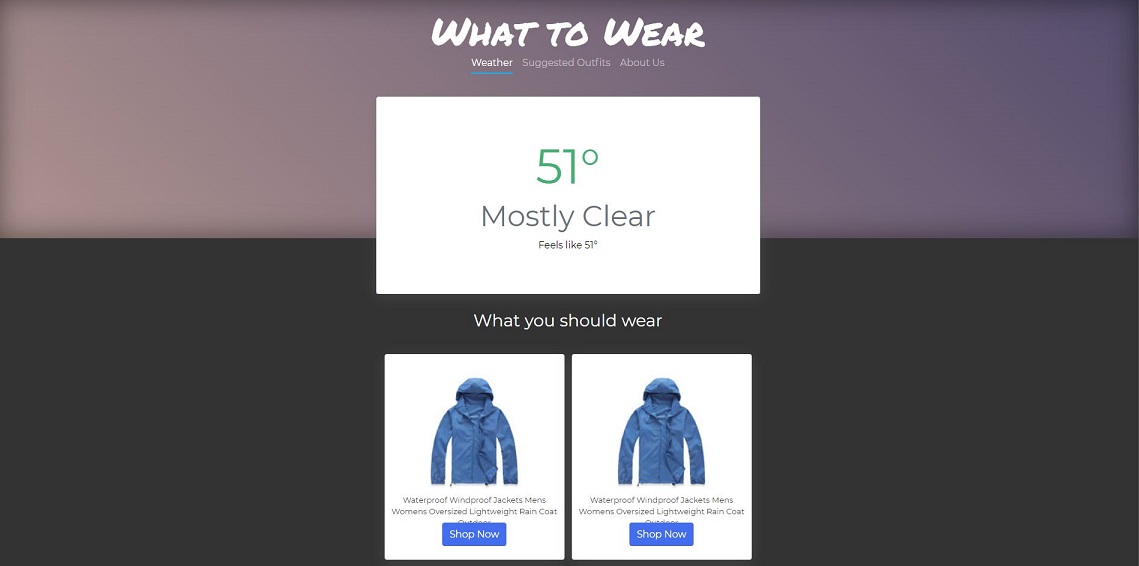 What to Wear
Weather Suggested Outfits About Us
51°
Mostly Clear
Feels like 51°
What you should wear
Waterproof Windproof Jackets Mens
Womens Oversized Lightweight Rain Coat
Outdoor
Shop Now
Waterproof Windproof Jackets Mens
Womens Oversized Lightweight Rain Coat
Outdoor
Shop Now